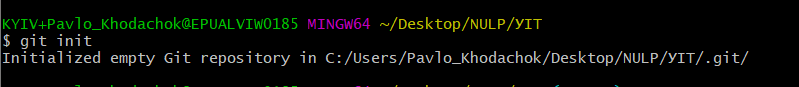 KYIV+Pavlo_Khodachok@EPUALVIW0185 MINGW64 ~/Desktop/NULP/УІТ
$ git init
Initialized empty Git repository in C:/Users/Pavlo_Khodachok/Desktop/NULP/УІТ/.git/